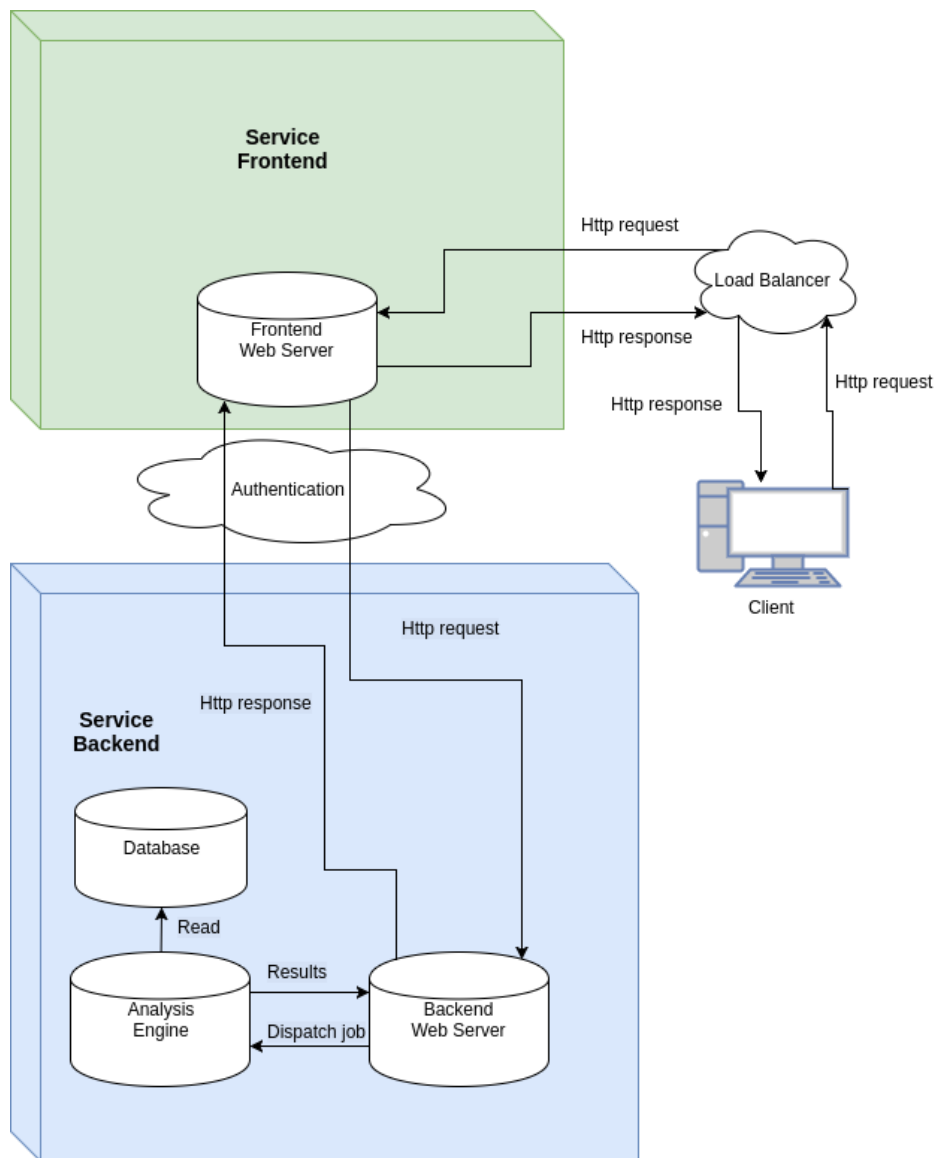 Service
Frontend
Http request
Load Balancer
Frontend
Web Server
Http response
Http request
Http response
Authentication
Client
Http request
Http response
Service
Backend
Database
Read
Results
Analysis
Engine
Backend
Web Server
Dispatch job